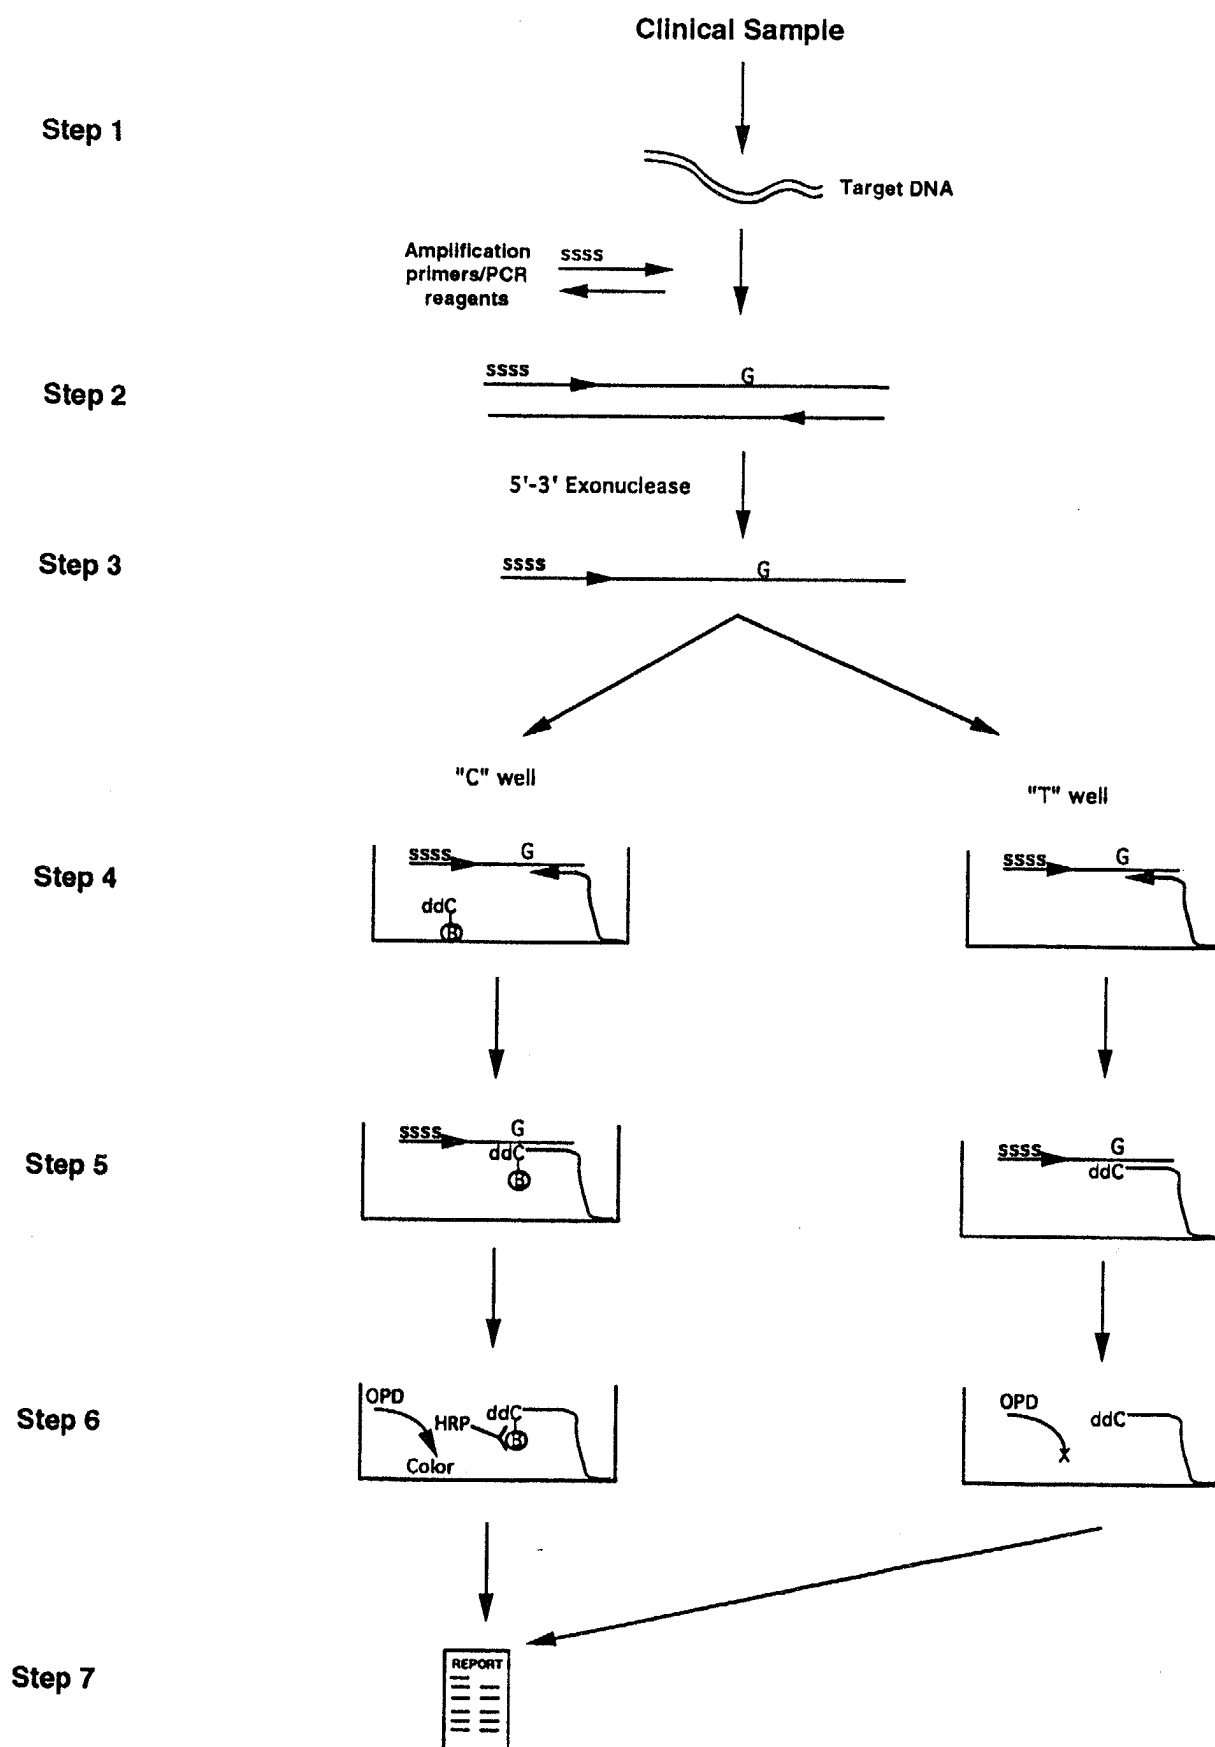 Clinical Sample
Step 1
Target DNA
Amplification
primers/PCR
reagents
ssss
Step 2
ssss
G
5'-3' Exonuclease
Step 3
ssss
G
"C" well
"T" well
Step 4
ssss
G
ddC
B
ssss
G
Step 5
ssss
G
ddC
B
ssss
G
ddC
Step 6
OPD
HRP
ddC
B
Color
OPD
ddC
X
Step 7
REPORT